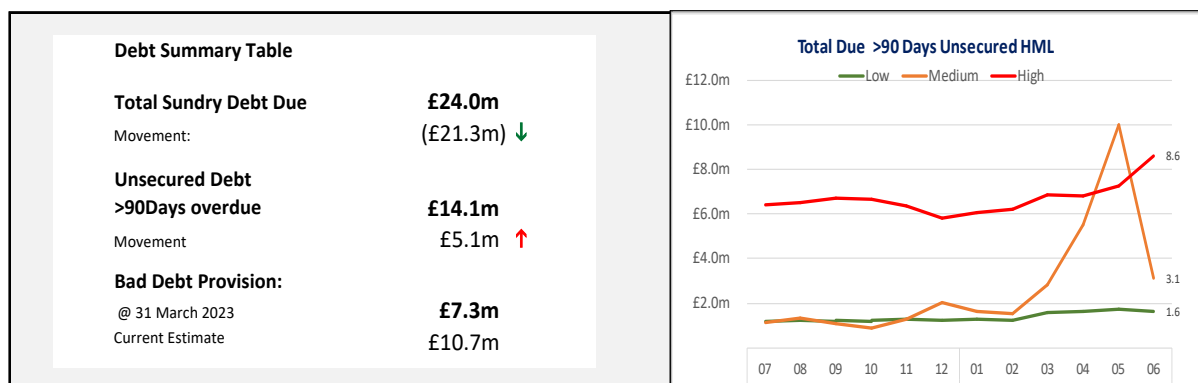 Debt Summary Table
Total Sundry Debt Due £24.0m
Movement: (£21.3m) ↓
Unsecured Debt
>90Days overdue £14.1m
Movement £5.1m ↑
Bad Debt Provision:
@ 31 March 2023 £7.3m
Current Estimate £10.7m
Total Due >90 Days Unsecured HML
Low Medium High
£12.0m
£10.0m
£8.0m
£6.0m
£4.0m
£2.0m
8.6
3.1
1.6
07 08 09 10 11 12 01 02 03 04 05 06